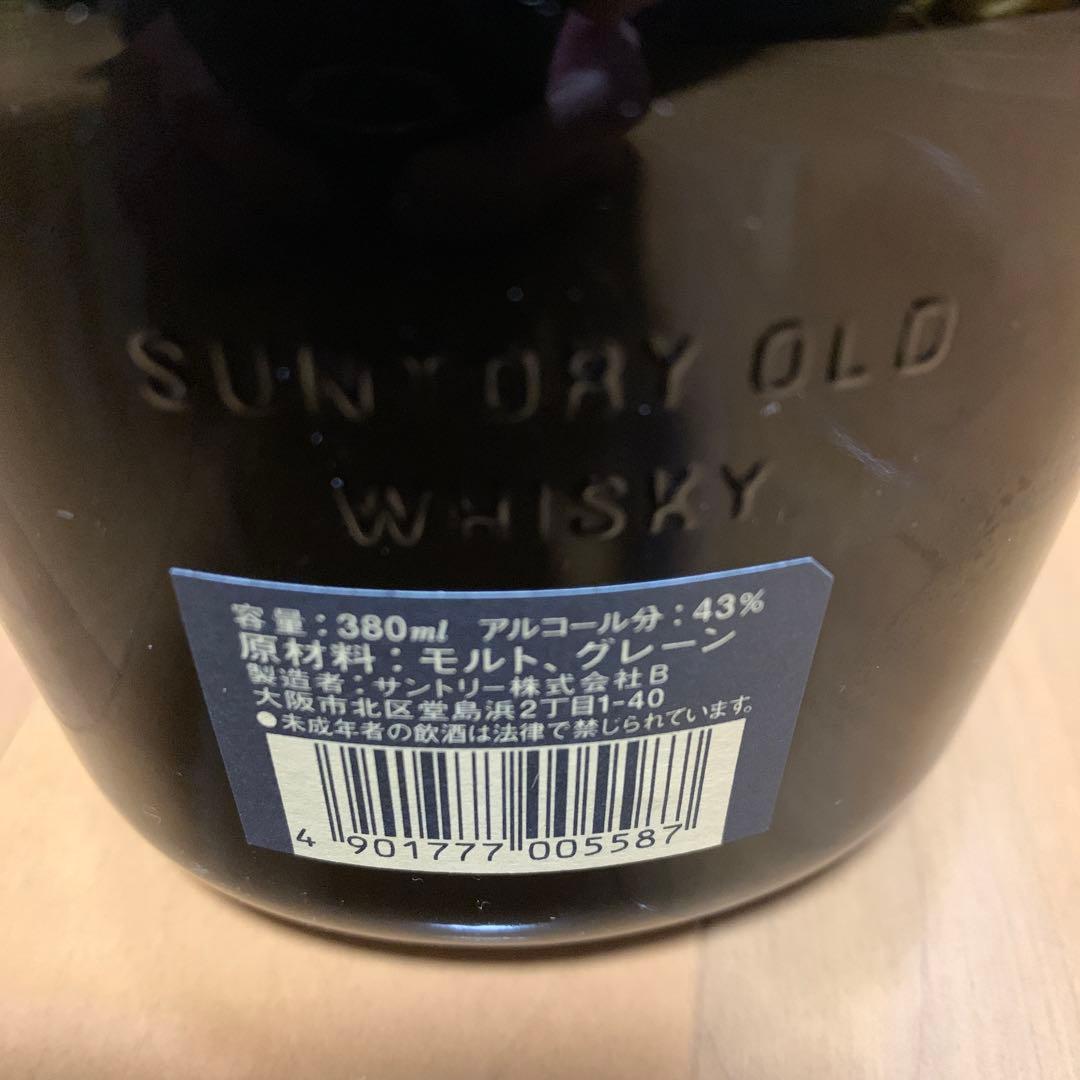 SUNTORY OLD
WHISKY
容量:380ml アルコール分:43%
原材料:モルト、グレーン
製造者:サントリー株式会社B
大阪市北区堂島浜2丁目1-40
●未成年者の飲酒は法律で禁じられています。
4 901777 005587